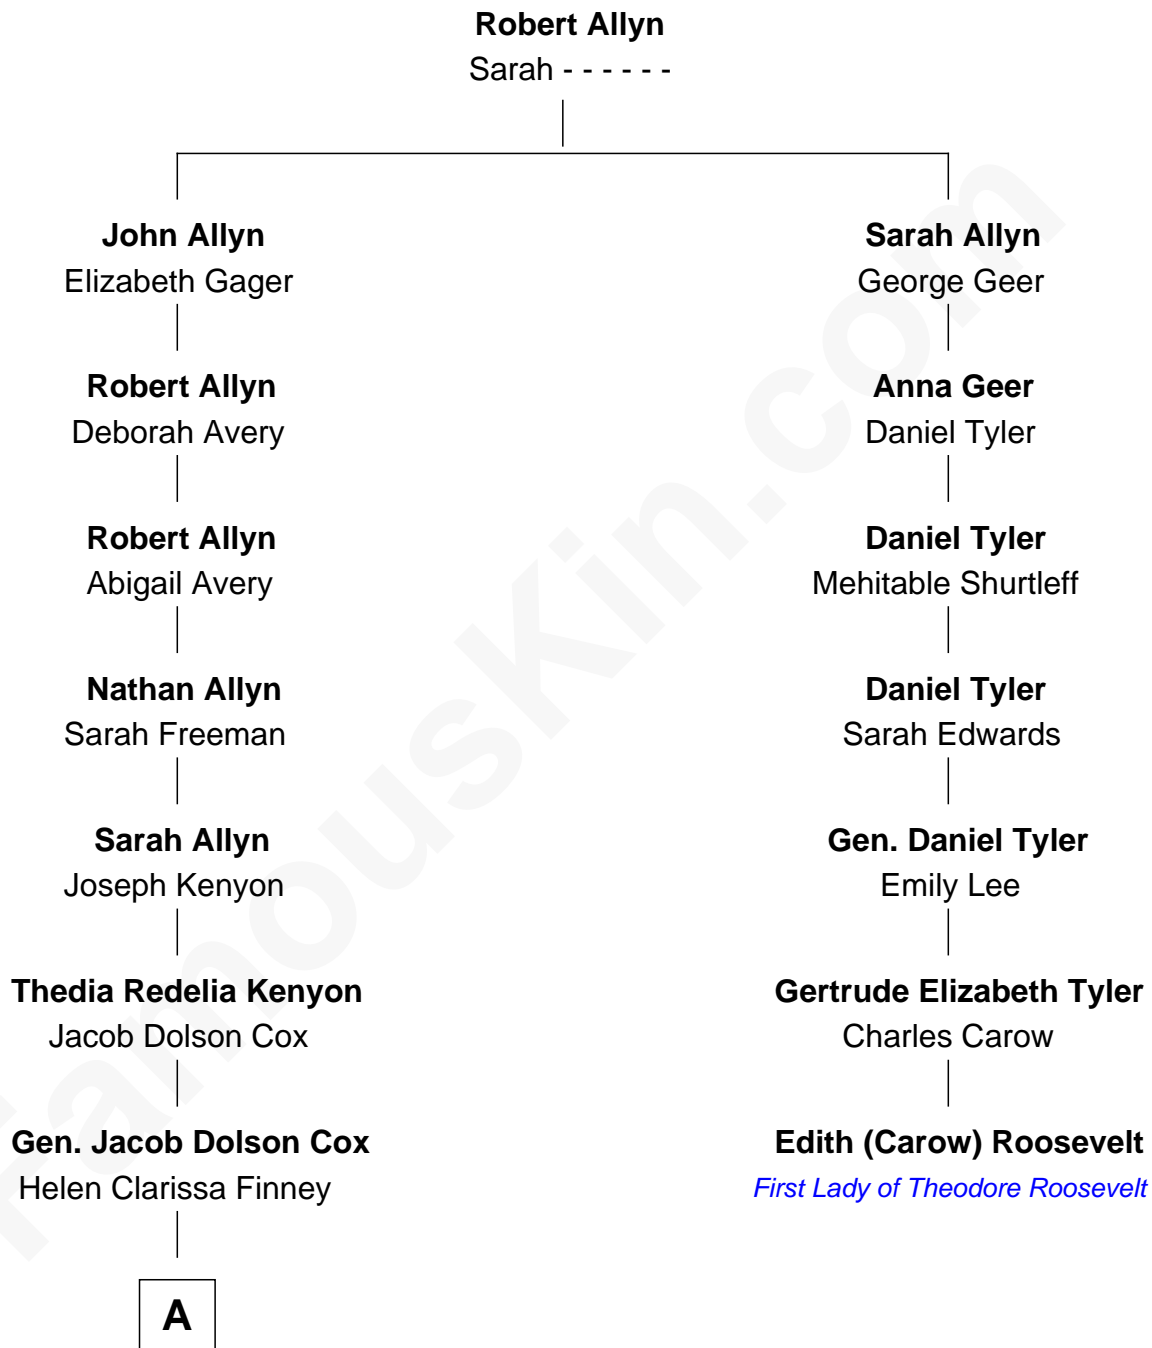 Robert Allyn
Sarah - - - - - -
John Allyn
Elizabeth Gager
Sarah Allyn
George Geer
Robert Allyn
Deborah Avery
Anna Geer
Daniel Tyler
Robert Allyn
Abigail Avery
Daniel Tyler
Mehitable Shurtleff
Nathan Allyn
Sarah Freeman
Daniel Tyler
Sarah Edwards
Sarah Allyn
Joseph Kenyon
Gen. Daniel Tyler
Emily Lee
Thedia Redelia Kenyon
Jacob Dolson Cox
Gertrude Elizabeth Tyler
Charles Carow
Gen. Jacob Dolson Cox
Helen Clarissa Finney
Edith (Carow) Roosevelt
First Lady of Theodore Roosevelt
A
FamousKin.com